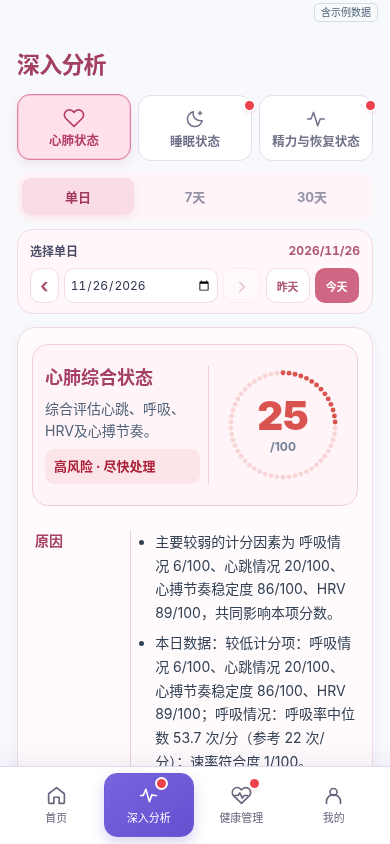 含示例数据
深入分析
心肺状态
睡眠状态
精力与恢复状态
单日
7天
30天
选择单日
2026/11/26
11/26/2026
昨天
今天
心肺综合状态
综合评估心跳、呼吸、
HRV及心搏节奏。
高风险 · 尽快处理
25
/100
原因
主要较弱的计分因素为 呼吸情
况 6/100、心跳情况 20/100、
心搏节奏稳定度 86/100、HRV
89/100，共同影响本项分数。
本日数据：较低计分项：呼吸情
况 6/100、心跳情况 20/100、
心搏节奏稳定度 86/100、HRV
89/100；呼吸情况：呼吸率中位
数 53.7 次/分（参考 22 次/
分）；速率符合度 1/100。
首页
深入分析
健康管理
我的